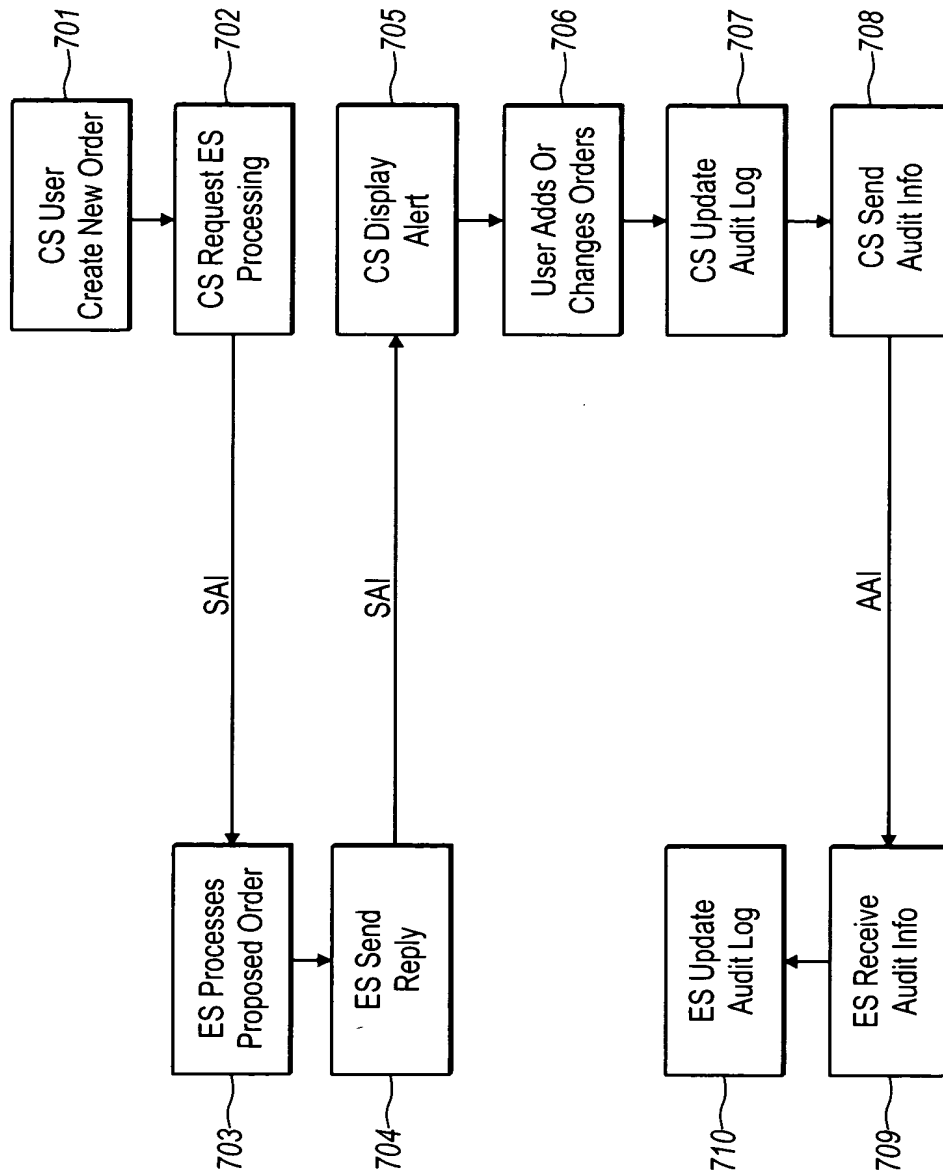 CS User
Create New Order
701
CS Request ES
Processing
702
SAI
ES Processes
Proposed Order
703
ES Send
Reply
704
SAI
CS Display
Alert
705
User Adds Or
Changes Orders
706
CS Update
Audit Log
707
CS Send
Audit Info
708
AAI
ES Receive
Audit Info
709
ES Update
Audit Log
710